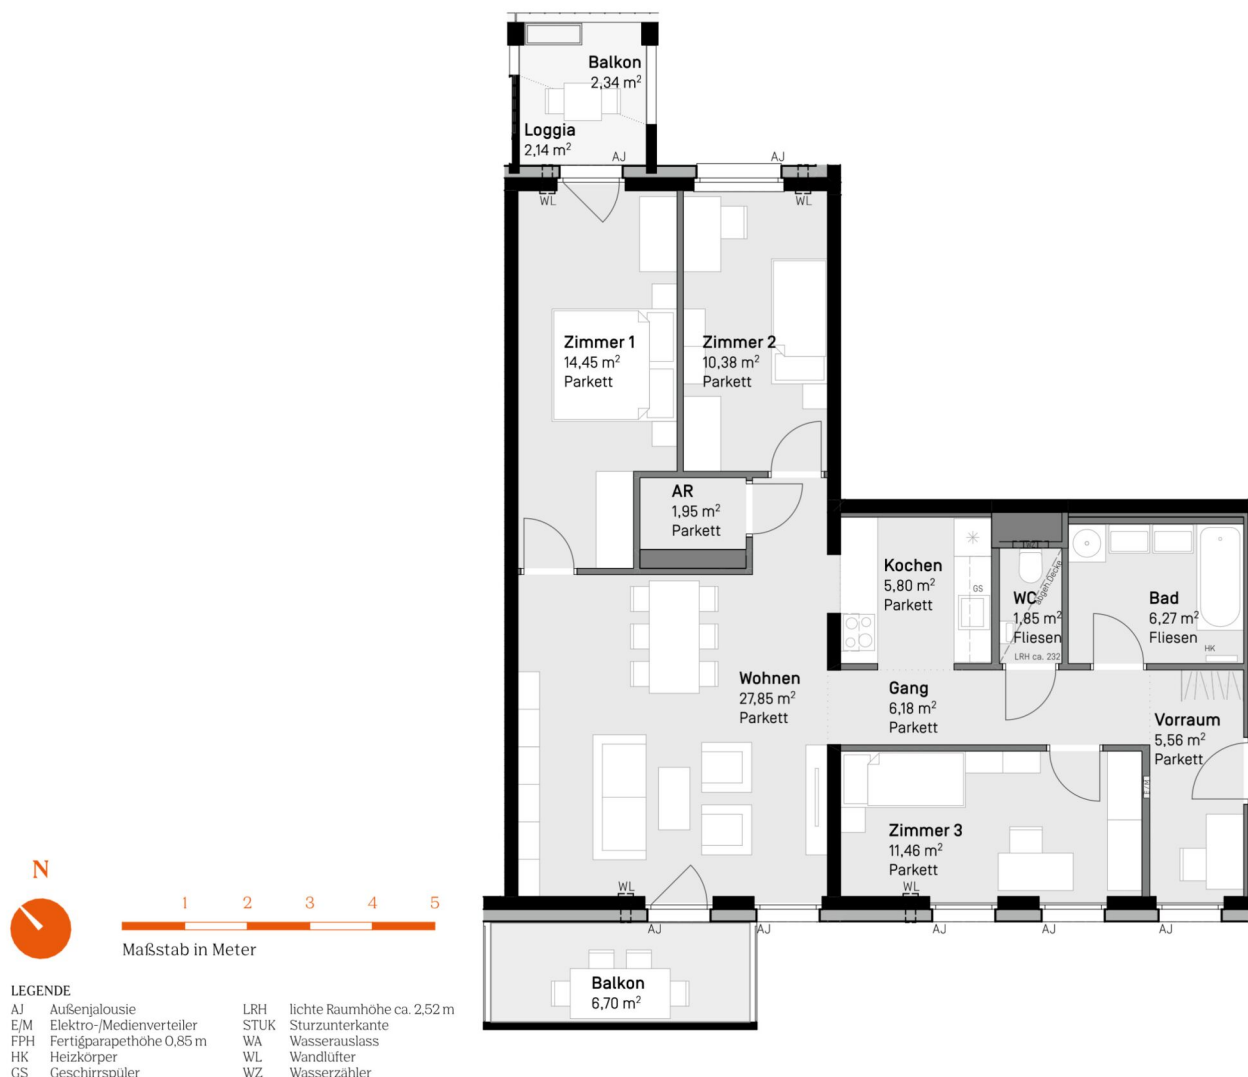 Balkon
2,34 m²
Loggia
2,14 m²
AJ
AJ
WL
WL
Zimmer 1
14,45 m²
Parkett
Zimmer 2
10,38 m²
Parkett
AR
1,95 m²
Parkett
Kochen
5,80 m²
Parkett
GS
WC
1,85 m²
Fliesen
LRH ca. 232
abgeh.Decke
Bad
6,27 m²
Fliesen
HK
Wohnen
27,85 m²
Parkett
Gang
6,18 m²
Parkett
Vorraum
5,56 m²
Parkett
E/M
Zimmer 3
11,46 m²
Parkett
WL
WL
AJ
AJ
AJ
AJ
AJ
Balkon
6,70 m²
N
1 2 3 4 5
Maßstab in Meter
LEGENDE
AJ Außenjalousie
E/M Elektro-/Medienverteiler
FPH Fertigparapethöhe 0,85 m
HK Heizkörper
GS Geschirrspüler
LRH lichte Raumhöhe ca. 2,52 m
STUK Sturzunterkante
WA Wasserauslass
WL Wandlüfter
WZ Wasserzähler